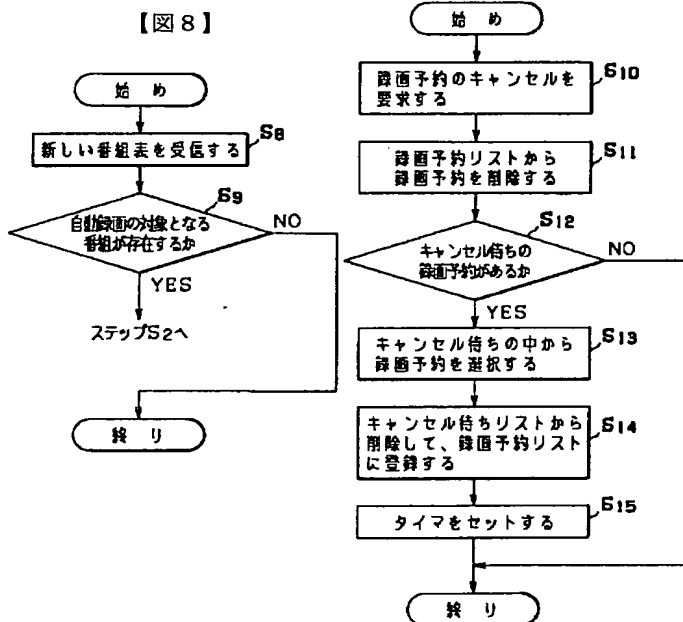 【図8】
始め
S8
新しい番組表を受信する
S9
自動録画の対象となる
番組が存在するか
NO
YES
ステップS2へ
終り
始め
S10
録画予約のキャンセルを
要求する
S11
録画予約リストから
録画予約を削除する
S12
キャンセル待ちの
録画予約があるか
NO
YES
S13
キャンセル待ちの中から
録画予約を選択する
S14
キャンセル待ちリストから
削除して、録画予約リスト
に登録する
S15
タイマをセットする
終り